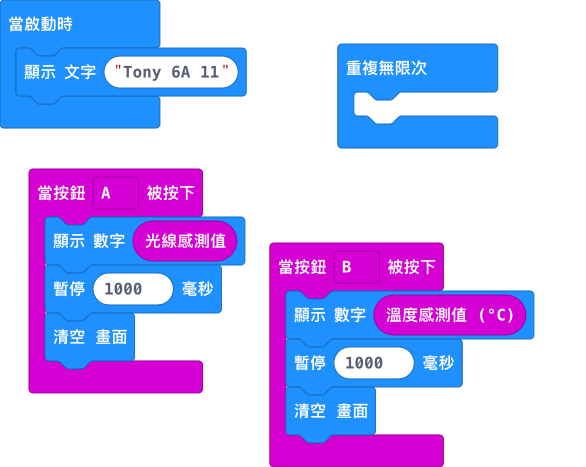 當啟動時
顯示 文字 "Tony 6A 11"
重複無限次
當按鈕 A 被按下
顯示 數字 光線感測值
暫停 1000 毫秒
清空 畫面
當按鈕 B 被按下
顯示 數字 溫度感測值 (°C)
暫停 1000 毫秒
清空 畫面